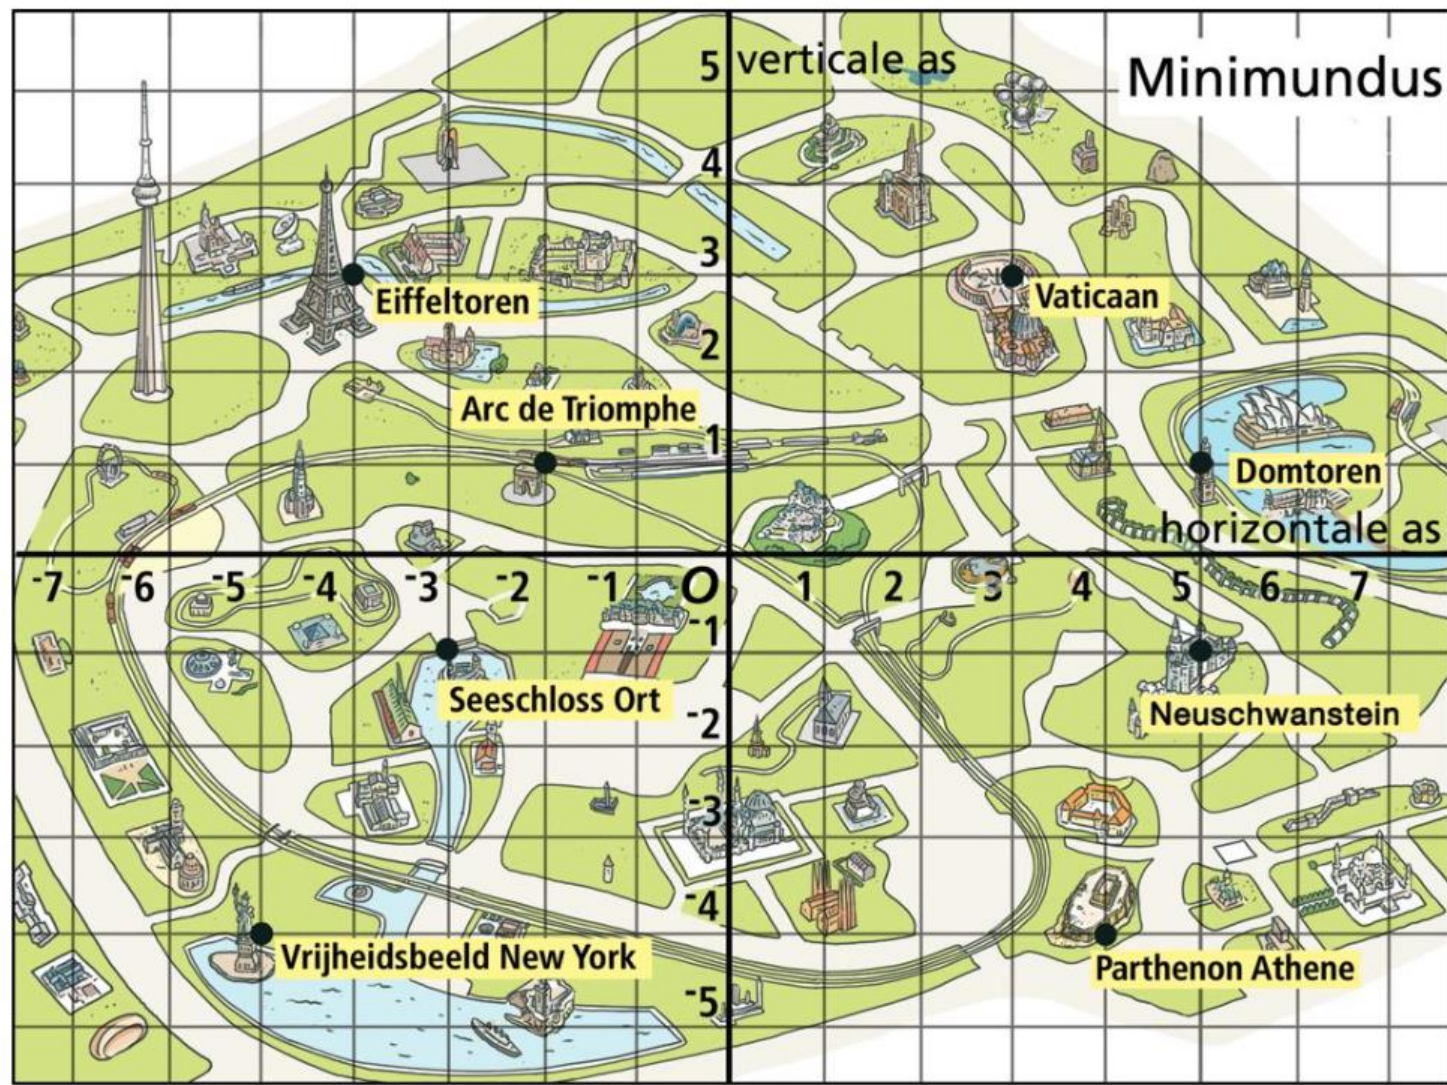 5 verticale as
Minimundus
4
3
Eiffeltoren
Vaticaan
2
Arc de Triomphe
1
Domtoren
horizontale as
-7 -6 -5 -4 -3 -2 -1 O 1 2 3 4 5 6 7
-1
Seeschloss Ort
-2
Neuschwanstein
-3
-4
Vrijheidsbeeld New York
Parthenon Athene
-5